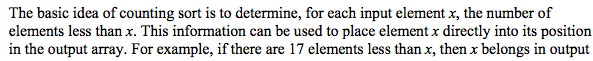 The basic idea of counting sort is to determine, for each input element x, the number of
elements less than x. This information can be used to place element x directly into its position
in the output array. For example, if there are 17 elements less than x, then x belongs in output